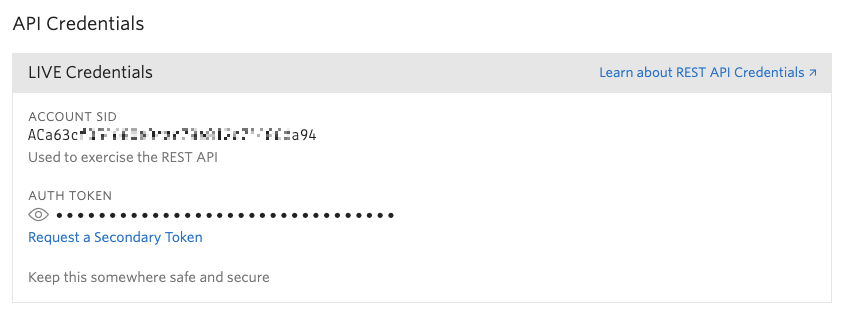 API Credentials
LIVE Credentials
Learn about REST API Credentials ↗
ACCOUNT SID
ACa63c a94
Used to exercise the REST API
AUTH TOKEN
••••••••••••••••••••••••••••••••
Request a Secondary Token
Keep this somewhere safe and secure